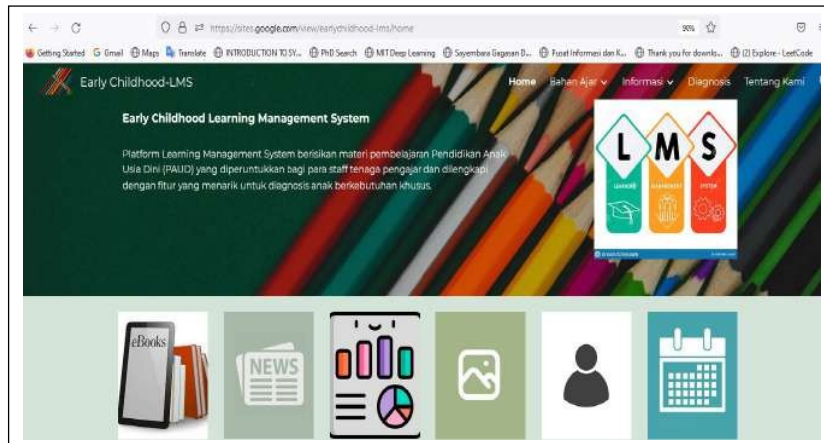 https://sites.google.com/view/earlychildhood-lms/home
90%
Getting Started Gmail Maps Translate INTRODUCTION TO SY... PhD Search MIT Deep Learning Sayembara Gagasan D... Pusat Informasi dan K... Thank you for downlo... (2) Explore - LeetCode
Early Childhood-LMS
Home Bahan Ajar Informasi Diagnosis Tentang Kami
Early Childhood Learning Management System
Platform Learning Management System berisikan materi pembelajaran Pendidikan Anak
Usia Dini (PAUD) yang diperuntukkan bagi para staff tenaga pengajar dan dilengkapi
dengan fitur yang menarik untuk diagnosis anak berkebutuhan khusus.
L M S
LEARNING MANAGEMENT SYSTEM
eBooks
NEWS